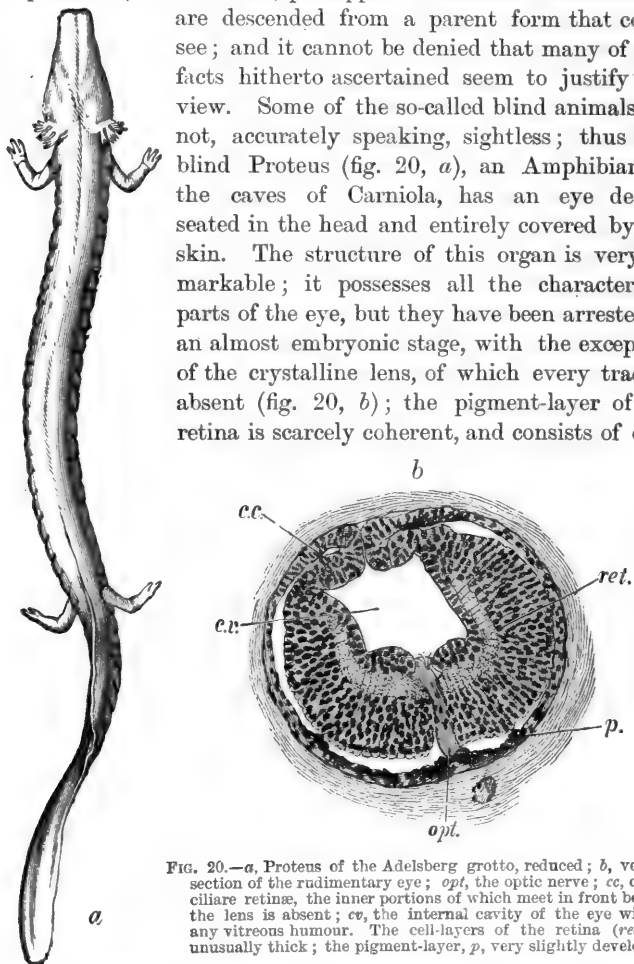 are descended from a parent form that
see; and it cannot be denied that many of
facts hitherto ascertained seem to justify
view. Some of the so-called blind animals
not, accurately speaking, sightless; thus
blind Proteus (fig. 20, a), an Amphibian
the caves of Carniola, has an eye de
seated in the head and entirely covered by
skin. The structure of this organ is very
markable; it possesses all the character
parts of the eye, but they have been arreste
an almost embryonic stage, with the excep
of the crystalline lens, of which every tra
absent (fig. 20, b); the pigment-layer of
retina is scarcely coherent, and consists of
b
c.c.
ret.
c.v.
p.
opt.
a
FIG. 20.—a, Proteus of the Adelsberg grotto, reduced; b, ve
section of the rudimentary eye; opt, the optic nerve; cc,
ciliare retinæ, the inner portions of which meet in front be
the lens is absent; cv, the internal cavity of the eye wi
any vitreous humour. The cell-layers of the retina (re
unusually thick; the pigment-layer, p, very slightly devel